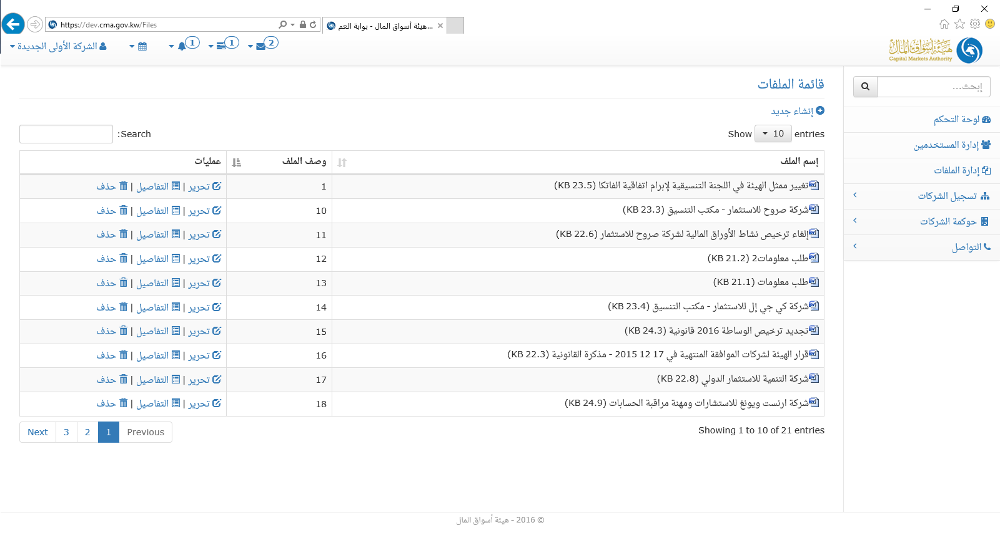 https://dev.cma.gov.kw/Files
هيئة أسواق المال - بوابة العم...
هيئة أسواق المال
Capital Markets Authority
2
1
1
الشركة الأولى الجديدة
إبحث...
لوحة التحكم
إدارة المستخدمين
إدارة الملفات
تسجيل الشركات
حوكمة الشركات
التواصل
قائمة الملفات
إنشاء جديد
Show 10 entries
Search:
إسم الملف وصف الملف عمليات
تغيير ممثل الهيئة في اللجنة التنسيقية لإبرام اتفاقية الفاتكا (23.5 KB) 1 تحرير | التفاصيل | حذف
شركة صروح للاستثمار - مكتب التنسيق (23.3 KB) 10 تحرير | التفاصيل | حذف
إلغاء ترخيص نشاط الأوراق المالية لشركة صروح للاستثمار (22.6 KB) 11 تحرير | التفاصيل | حذف
طلب معلومات2 (21.2 KB) 12 تحرير | التفاصيل | حذف
طلب معلومات (21.1 KB) 13 تحرير | التفاصيل | حذف
شركة كي جي إل للاستثمار - مكتب التنسيق (23.4 KB) 14 تحرير | التفاصيل | حذف
تجديد ترخيص الوساطة 2016 قانونية (24.3 KB) 15 تحرير | التفاصيل | حذف
قرار الهيئة لشركات الموافقة المنتهية في 17 12 2015 - مذكرة القانونية (22.3 KB) 16 تحرير | التفاصيل | حذف
شركة التنمية للاستثمار الدولي (22.8 KB) 17 تحرير | التفاصيل | حذف
شركة ارنست ويونغ للاستشارات ومهنة مراقبة الحسابات (24.9 KB) 18 تحرير | التفاصيل | حذف
Showing 1 to 10 of 21 entries
Previous 1 2 3 Next
© 2016 - هيئة أسواق المال